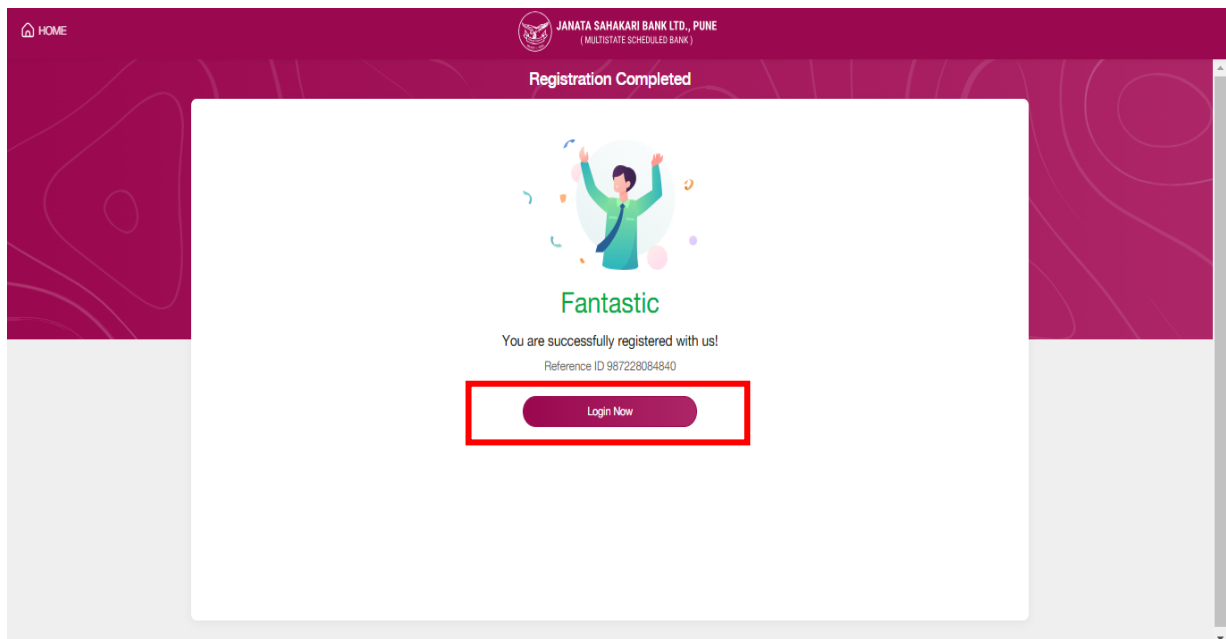 HOME
JANATA SAHAKARI BANK LTD., PUNE
( MULTISTATE SCHEDULED BANK )
Registration Completed
Fantastic
You are successfully registered with us!
Reference ID 987228084840
Login Now